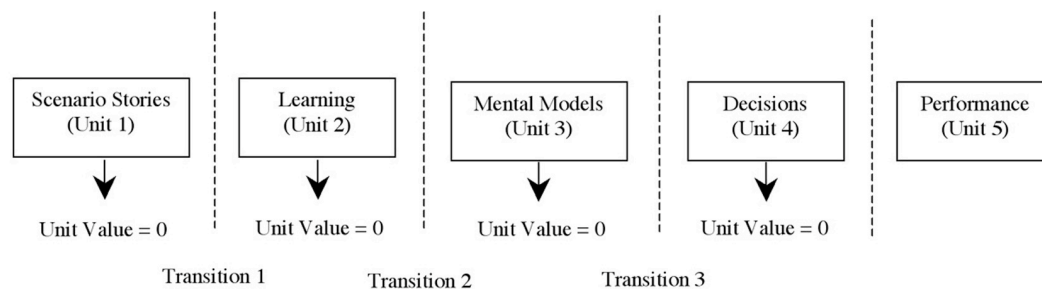 Scenario Stories
(Unit 1)
Learning
(Unit 2)
Mental Models
(Unit 3)
Decisions
(Unit 4)
Performance
(Unit 5)
Unit Value = 0
Unit Value = 0
Unit Value = 0
Unit Value = 0
Transition 1
Transition 2
Transition 3